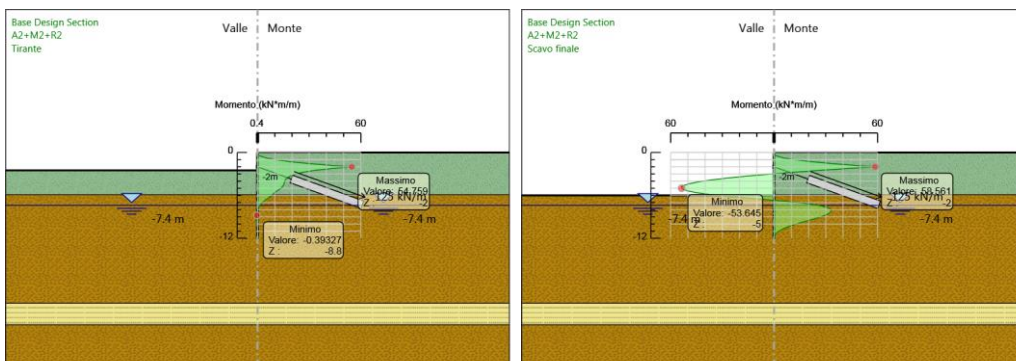 Base Design Section
A2+M2+R2
Tirante
Valle
Monte
Momento (kN*m/m)
0.4
60
0
-2m
Massimo
Valore: 54.759
125 kN/m
Z :
-2
-7.4 m
-7.4 m
-12
Minimo
Valore: -0.39327
Z :
-8.8
Base Design Section
A2+M2+R2
Scavo finale
Valle
Monte
Momento (kN*m/m)
60
60
0
-2m
Massimo
Valore: 58.561
125 kN/m
Z :
-2
Minimo
Valore: -53.645
Z :
-5
-7.4 m
-7.4 m
-12